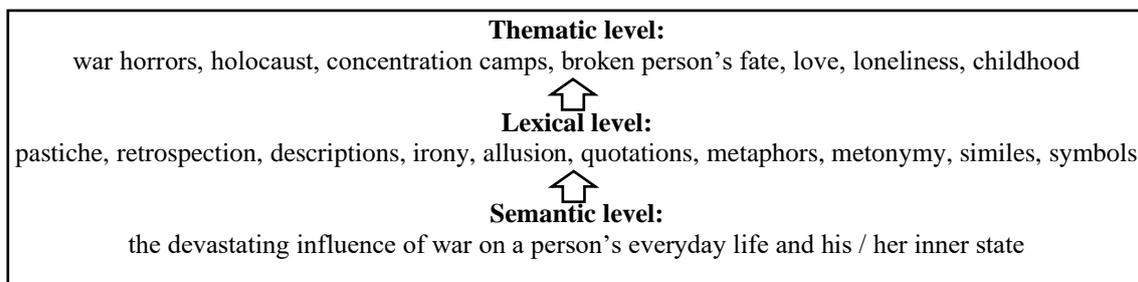 Thematic level:
war horrors, holocaust, concentration camps, broken person’s fate, love, loneliness, childhood
Lexical level:
pastiche, retrospection, descriptions, irony, allusion, quotations, metaphors, metonymy, similes, symbols
Semantic level:
the devastating influence of war on a person’s everyday life and his / her inner state